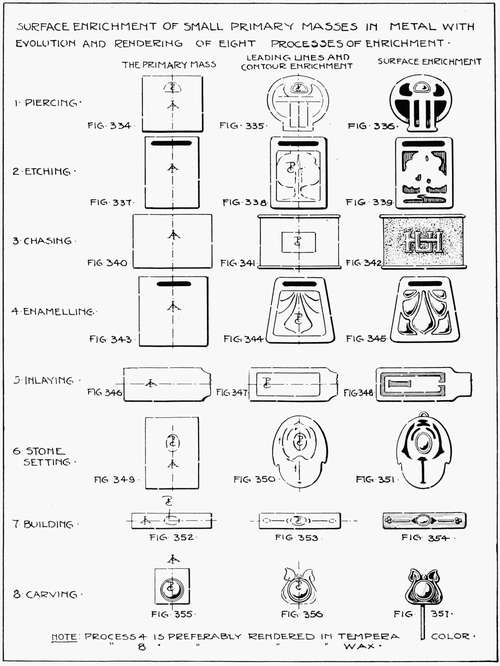 SURFACE ENRICHMENT OF SMALL PRIMARY MASSES IN METAL WITH
EVOLUTION AND RENDERING OF EIGHT PROCESSES OF ENRICHMENT·
THE PRIMARY MASS
LEADING LINES AND
CONTOUR ENRICHMENT
SURFACE ENRICHMENT
1·PIERCING·
FIG·334
FIG·335
FIG·336
2·ETCHING·
FIG·337
FIG·338
FIG·339
3·CHASING·
FIG·340
FIG·341
FIG·342
4·ENAMELLING·
FIG·343
FIG·344
FIG·345
5·INLAYING·
FIG·346
FIG·347
FIG·348
6·STONE
SETTING·
FIG·349·
FIG·350
FIG·351
7·BUILDING·
FIG·352
FIG·353
FIG·354
8·CARVING·
FIG·355
FIG·356
FIG·357
NOTE: PROCESS 4 IS PREFERABLY RENDERED IN TEMPERA COLOR·
" 8 · " " " WAX·